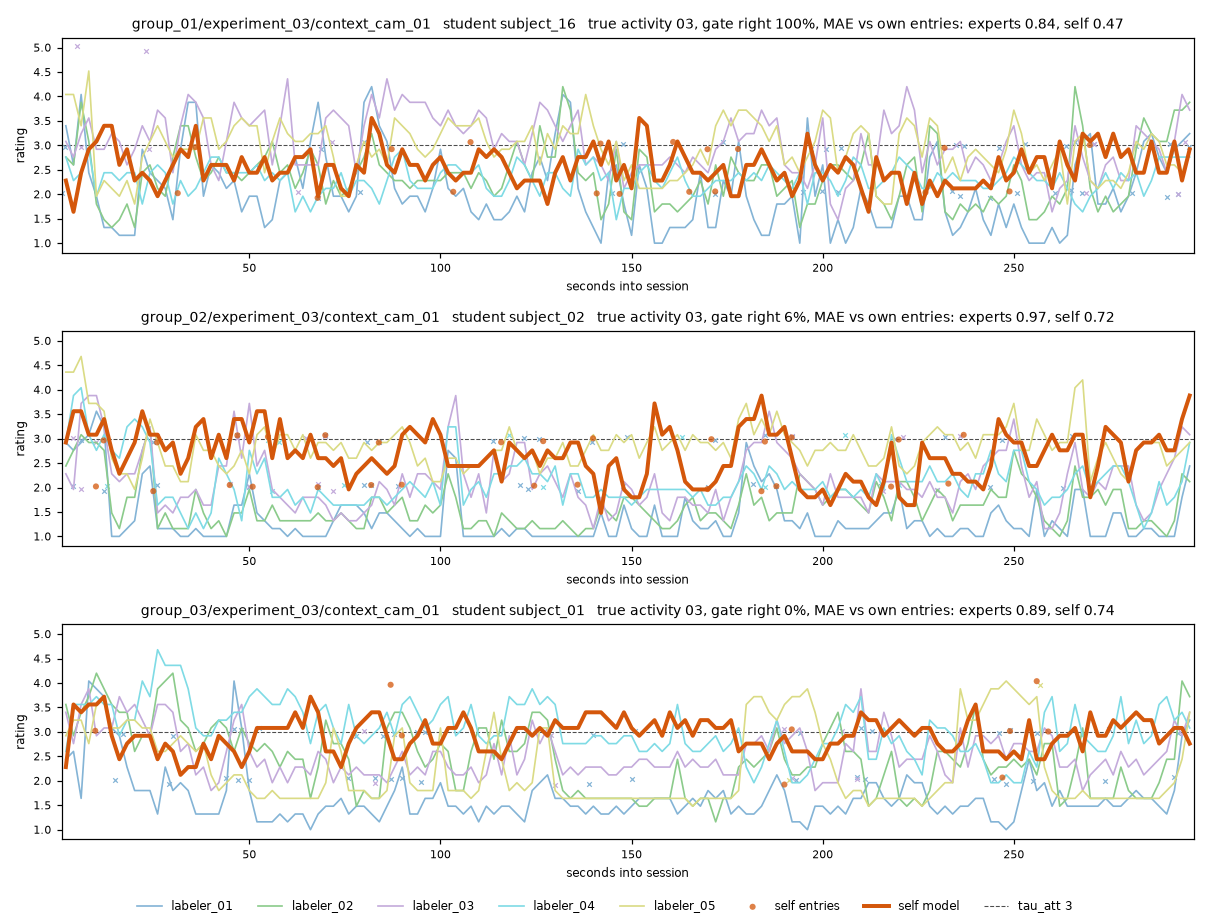 group_01/experiment_03/context_cam_01 student subject_16 true activity 03, gate right 100%, MAE vs own entries: experts 0.84, self 0.47
5.0
4.5
4.0
3.5
3.0
2.5
2.0
1.5
1.0
rating
50 100 150 200 250
seconds into session
group_02/experiment_03/context_cam_01 student subject_02 true activity 03, gate right 6%, MAE vs own entries: experts 0.97, self 0.72
5.0
4.5
4.0
3.5
3.0
2.5
2.0
1.5
1.0
rating
50 100 150 200 250
seconds into session
group_03/experiment_03/context_cam_01 student subject_01 true activity 03, gate right 0%, MAE vs own entries: experts 0.89, self 0.74
5.0
4.5
4.0
3.5
3.0
2.5
2.0
1.5
1.0
rating
50 100 150 200 250
seconds into session
labeler_01 labeler_02 labeler_03 labeler_04 labeler_05 self entries self model tau_att 3